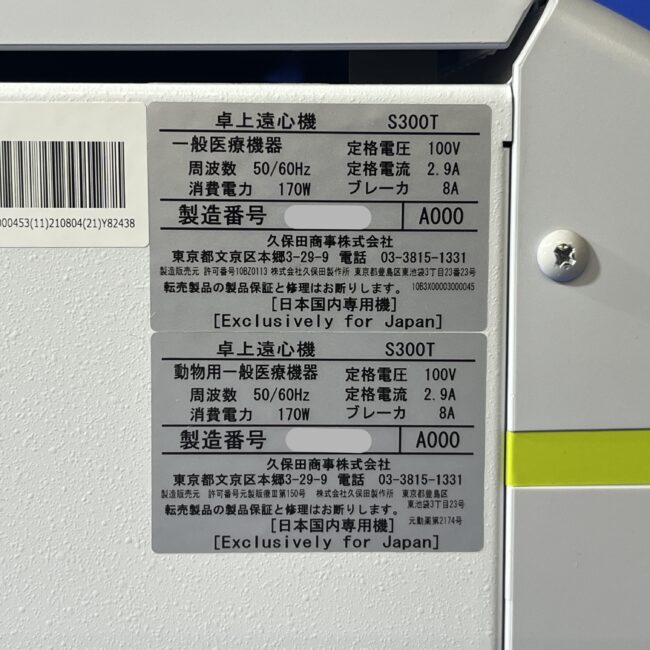 000453(11)210804(21)Y82438
卓上遠心機 S300T
一般医療機器 定格電圧 100V
周波数 50/60Hz 定格電流 2.9A
消費電力 170W ブレーカ 8A
製造番号 A000
久保田商事株式会社
東京都文京区本郷3-29-9 電話 03-3815-1331
製造販売元 許可番号10BZ0113 株式会社久保田製作所 東京都豊島区東池袋3丁目23番23号
転売製品の製品保証と修理はお断りします。 10B3X00003000045
[日本国内専用機]
[Exclusively for Japan]
卓上遠心機 S300T
動物用一般医療機器 定格電圧 100V
周波数 50/60Hz 定格電流 2.9A
消費電力 170W ブレーカ 8A
製造番号 A000
久保田商事株式会社
東京都文京区本郷3-29-9 電話 03-3815-1331
製造販売元 許可番号元製販療Ⅲ第150号 株式会社久保田製作所 東京都豊島区
東池袋3丁目23号
転売製品の製品保証と修理はお断りします。
[日本国内専用機] 元動薬第2174号
[Exclusively for Japan]